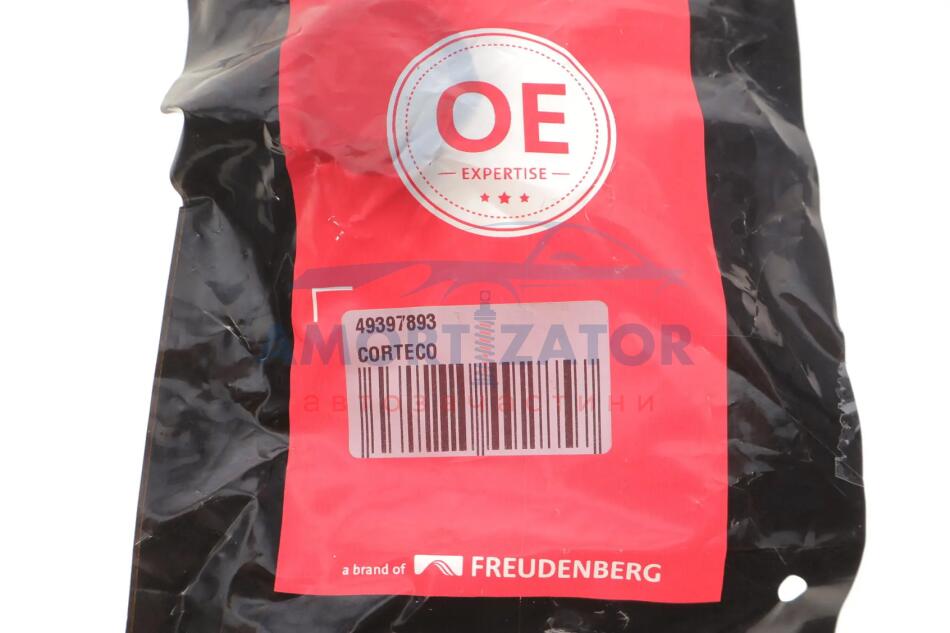 OE
EXPERTISE
49397893
CORTECO
AMORTIZATOR
автозапчастини
a brand of FREUDENBERG